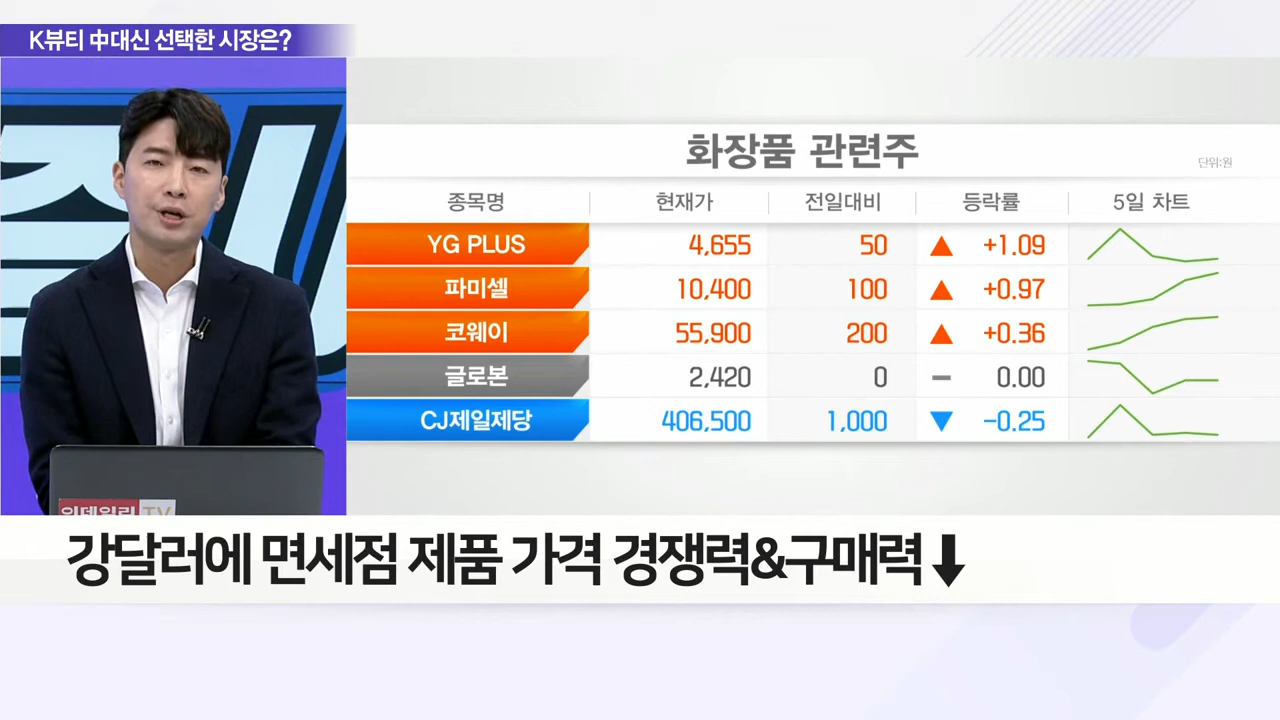 K뷰티 中대신 선택한 시장은?
화장품 관련주
단위:원
종목명 현재가 전일대비 등락률 5일 차트
YG PLUS 4,655 50 ▲ +1.09
파미셀 10,400 100 ▲ +0.97
코웨이 55,900 200 ▲ +0.36
글로본 2,420 0 - 0.00
CJ제일제당 406,500 1,000 ▼ -0.25
이데일리 TV
강달러에 면세점 제품 가격 경쟁력&구매력⬇